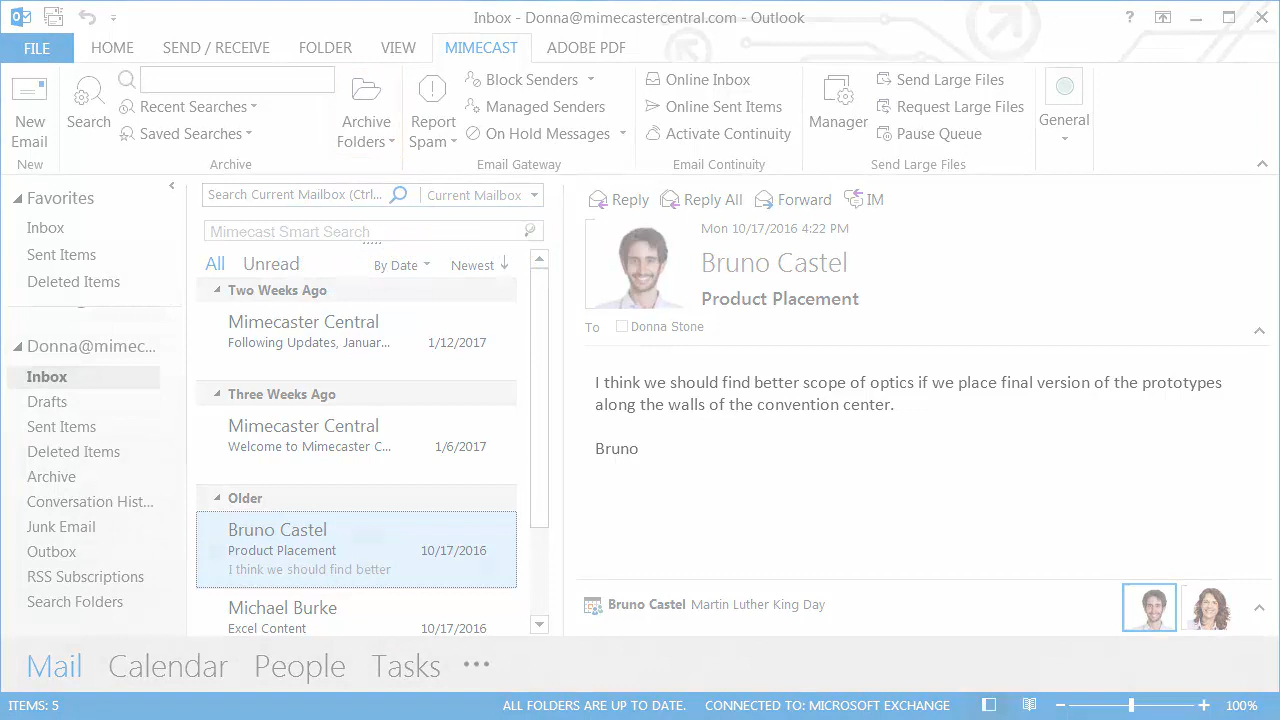 Inbox - Donna@mimecastercentral.com - Outlook
FILE HOME SEND / RECEIVE FOLDER VIEW MIMECAST ADOBE PDF
New Email
New
Search
Recent Searches
Saved Searches
Archive Folders
Archive
Report Spam
Block Senders
Managed Senders
On Hold Messages
Email Gateway
Online Inbox
Online Sent Items
Activate Continuity
Email Continuity
Manager
Send Large Files
Request Large Files
Pause Queue
Send Large Files
General
Favorites
Inbox
Sent Items
Deleted Items
Donna@mimec...
Inbox
Drafts
Sent Items
Deleted Items
Archive
Conversation Hist...
Junk Email
Outbox
RSS Subscriptions
Search Folders
Search Current Mailbox (Ctrl... Current Mailbox
Mimecast Smart Search
All Unread By Date Newest
Two Weeks Ago
Mimecaster Central
Following Updates, Januar... 1/12/2017
Three Weeks Ago
Mimecaster Central
Welcome to Mimecaster C... 1/6/2017
Older
Bruno Castel
Product Placement 10/17/2016
I think we should find better
Michael Burke
Excel Content 10/17/2016
Reply Reply All Forward IM
Mon 10/17/2016 4:22 PM
Bruno Castel
Product Placement
To Donna Stone
I think we should find better scope of optics if we place final version of the prototypes
along the walls of the convention center.
Bruno
Bruno Castel Martin Luther King Day
Mail Calendar People Tasks •••
ITEMS: 5 ALL FOLDERS ARE UP TO DATE. CONNECTED TO: MICROSOFT EXCHANGE 100%